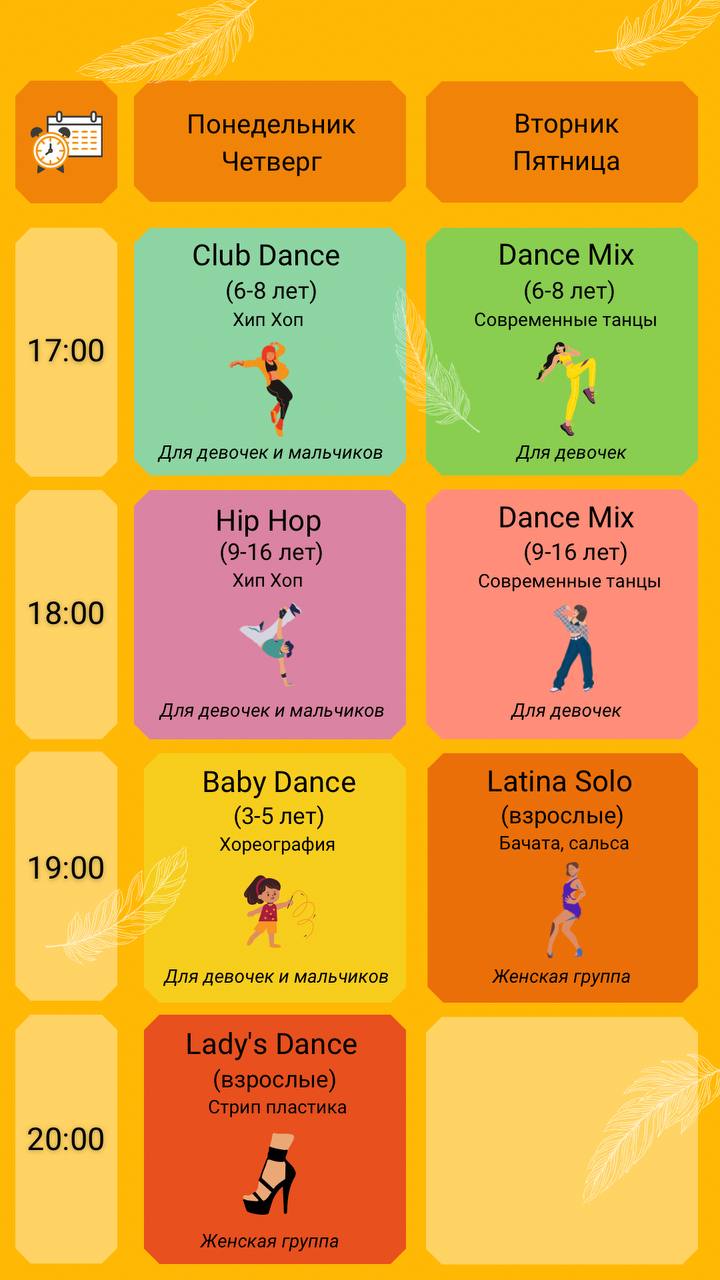 Понедельник
Четверг
Вторник
Пятница
17:00
Club Dance
(6-8 лет)
Хип Хоп
Для девочек и мальчиков
Dance Mix
(6-8 лет)
Современные танцы
Для девочек
18:00
Hip Hop
(9-16 лет)
Хип Хоп
Для девочек и мальчиков
Dance Mix
(9-16 лет)
Современные танцы
Для девочек
19:00
Baby Dance
(3-5 лет)
Хореография
Для девочек и мальчиков
Latina Solo
(взрослые)
Бачата, сальса
Женская группа
20:00
Lady's Dance
(взрослые)
Стрип пластика
Женская группа